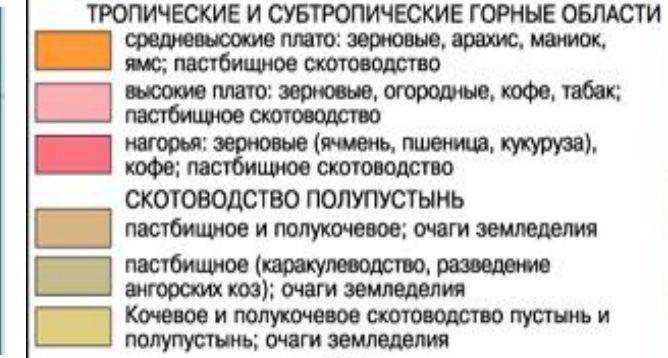 ТРОПИЧЕСКИЕ И СУБТРОПИЧЕСКИЕ ГОРНЫЕ ОБЛАСТИ
средневысокие плато: зерновые, арахис, маниок,
ямс; пастбищное скотоводство
высокие плато: зерновые, огородные, кофе, табак;
пастбищное скотоводство
нагорья: зерновые (ячмень, пшеница, кукуруза),
кофе; пастбищное скотоводство
СКОТОВОДСТВО ПОЛУПУСТЫНЬ
пастбищное и полукочевое; очаги земледелия
пастбищное (каракулеводство, разведение
ангорских коз); очаги земледелия
Кочевое и полукочевое скотоводство пустынь и
полупустынь; очаги земледелия